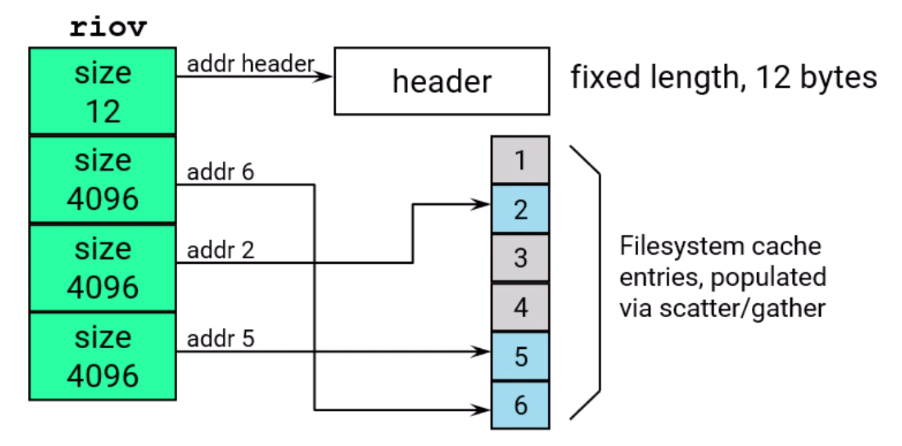 riov
size
12
addr header
header
fixed length, 12 bytes
size
4096
addr 6
size
4096
addr 2
size
4096
addr 5
1
2
3
4
5
6
Filesystem cache
entries, populated
via scatter/gather